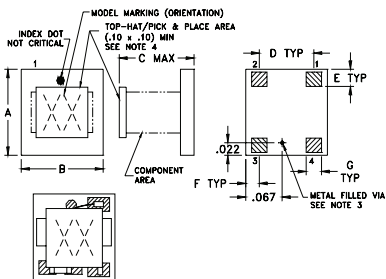 MODEL MARKING (ORIENTATION)
INDEX DOT
NOT CRITICAL
TOP-HAT/PICK & PLACE AREA
(.10 x .10) MIN
SEE NOTE 4
C MAX
D TYP
1
2
1
E TYP
A
B
COMPONENT
AREA
.022
3
4
G
TYP
F TYP
.067
METAL FILLED VIA
SEE NOTE 3